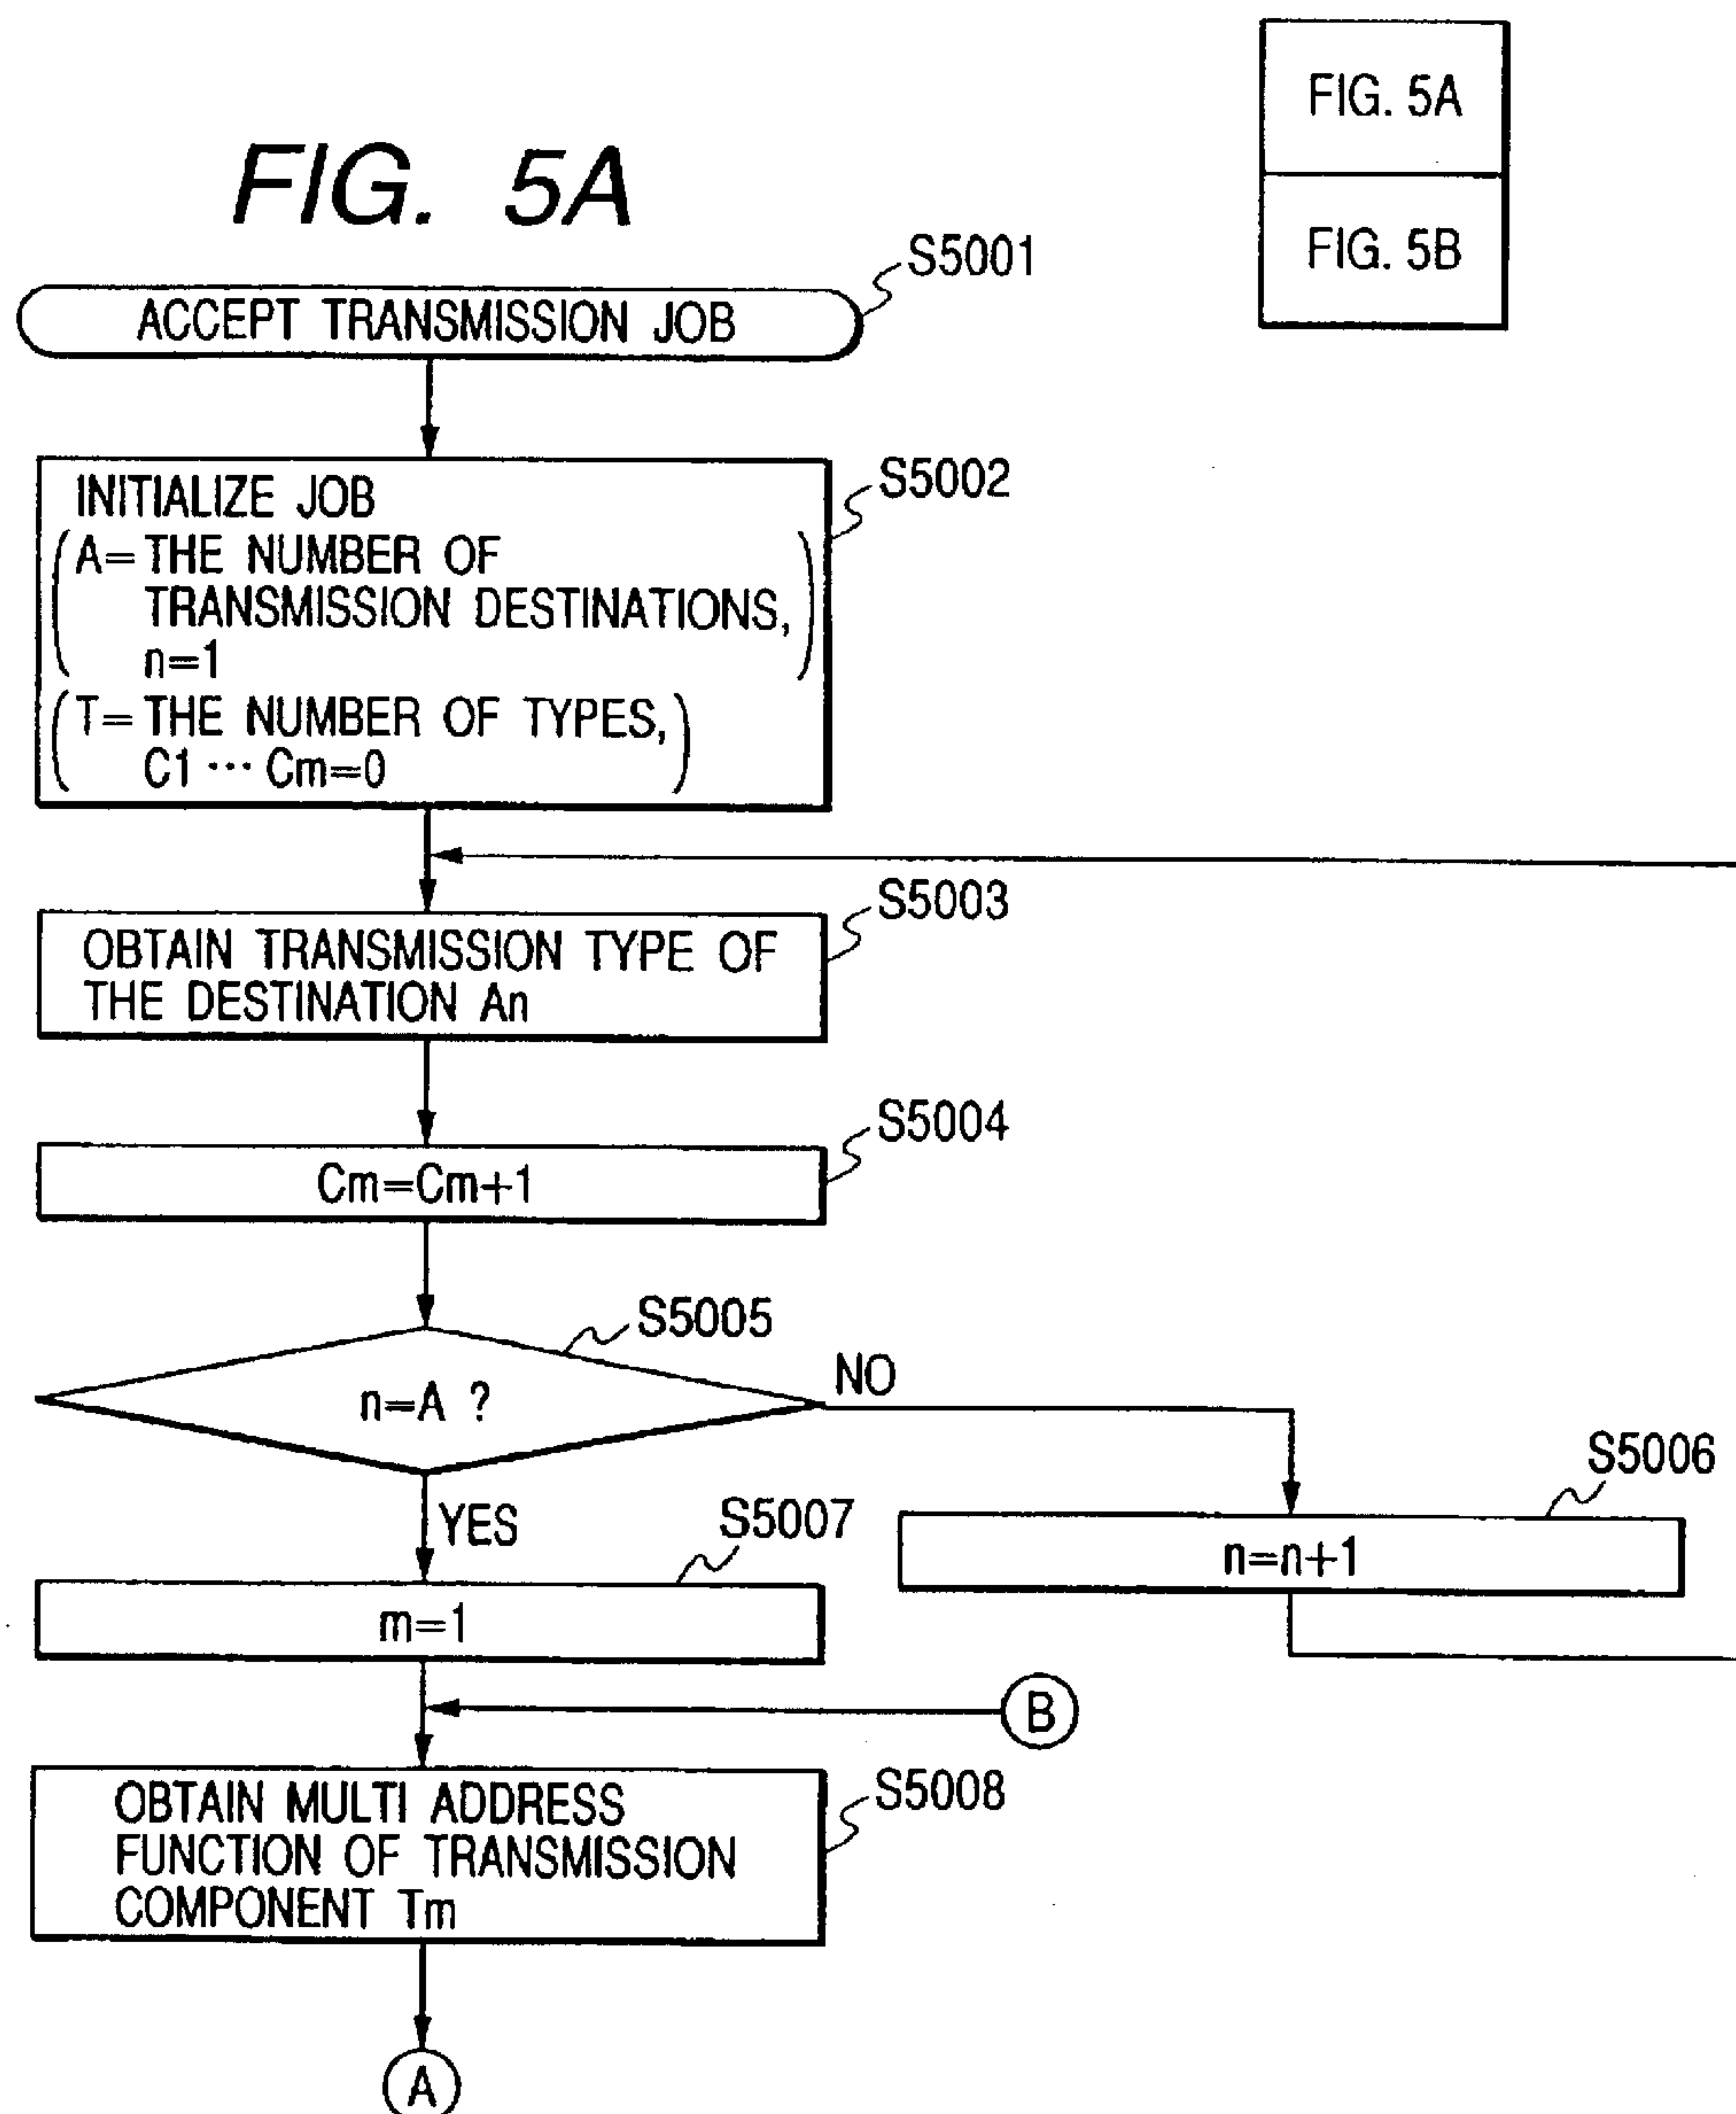 FIG. 5A
FIG. 5A
FIG. 5B
S5001
ACCEPT TRANSMISSION JOB
S5002
INITIALIZE JOB
A= THE NUMBER OF
TRANSMISSION DESTINATIONS,
n=1
T= THE NUMBER OF TYPES,
C1 ··· Cm=0
S5003
OBTAIN TRANSMISSION TYPE OF
THE DESTINATION An
S5004
Cm=Cm+1
S5005
n=A ?
NO
S5006
n=n+1
YES
S5007
m=1
B
S5008
OBTAIN MULTI ADDRESS
FUNCTION OF TRANSMISSION
COMPONENT Tm
A